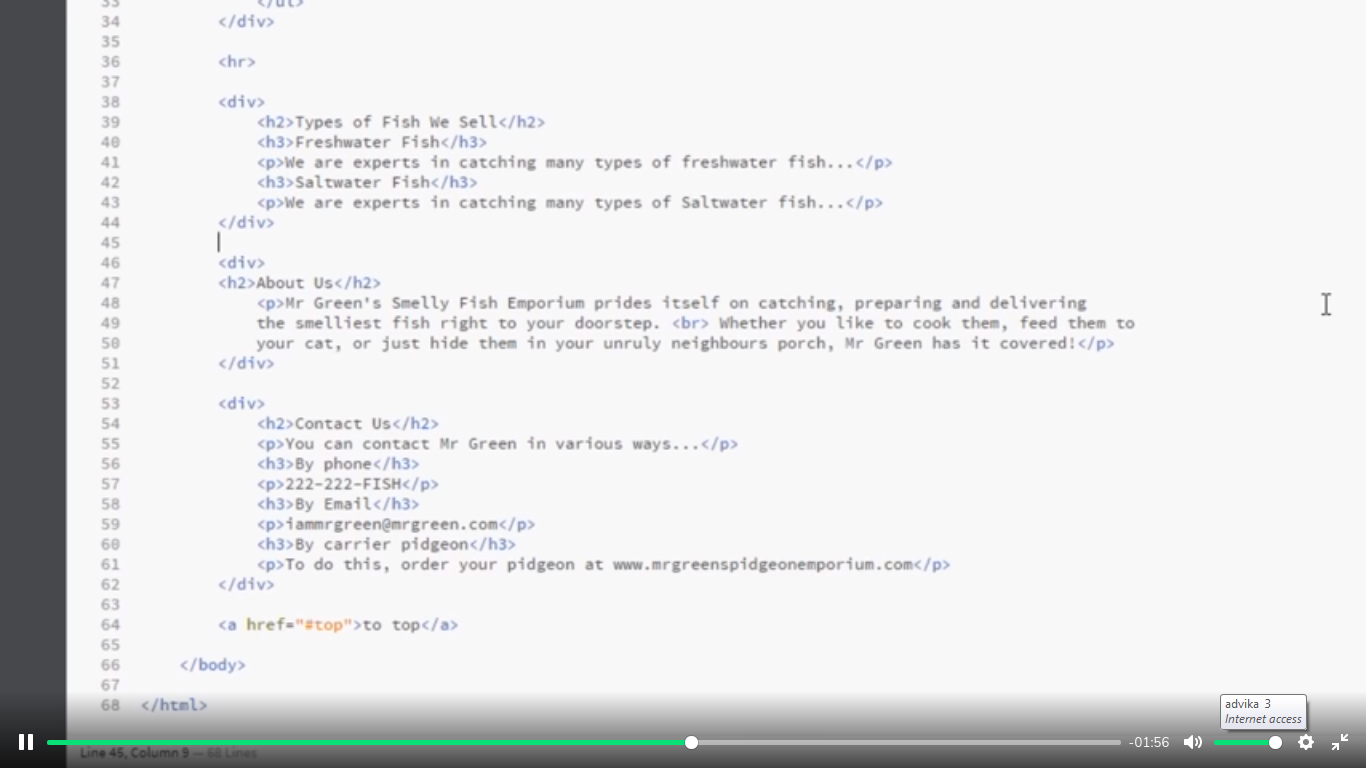 33 </ul>
34 </div>
35
36 <hr>
37
38 <div>
39 <h2>Types of Fish We Sell</h2>
40 <h3>Freshwater Fish</h3>
41 <p>We are experts in catching many types of freshwater fish...</p>
42 <h3>Saltwater Fish</h3>
43 <p>We are experts in catching many types of Saltwater fish...</p>
44 </div>
45
46 <div>
47 <h2>About Us</h2>
48 <p>Mr Green's Smelly Fish Emporium prides itself on catching, preparing and delivering
49 the smelliest fish right to your doorstep. <br> Whether you like to cook them, feed them to
50 your cat, or just hide them in your unruly neighbours porch, Mr Green has it covered!</p>
51 </div>
52
53 <div>
54 <h2>Contact Us</h2>
55 <p>You can contact Mr Green in various ways...</p>
56 <h3>By phone</h3>
57 <p>222-222-FISH</p>
58 <h3>By Email</h3>
59 <p>iammrgreen@mrgreen.com</p>
60 <h3>By carrier pidgeon</h3>
61 <p>To do this, order your pidgeon at www.mrgreenspidgeonemporium.com</p>
62 </div>
63
64 <a href="#top">to top</a>
65
66 </body>
67
68 </html>
advika 3
Internet access
-01:56
Line 45, Column 9 — 68 Lines